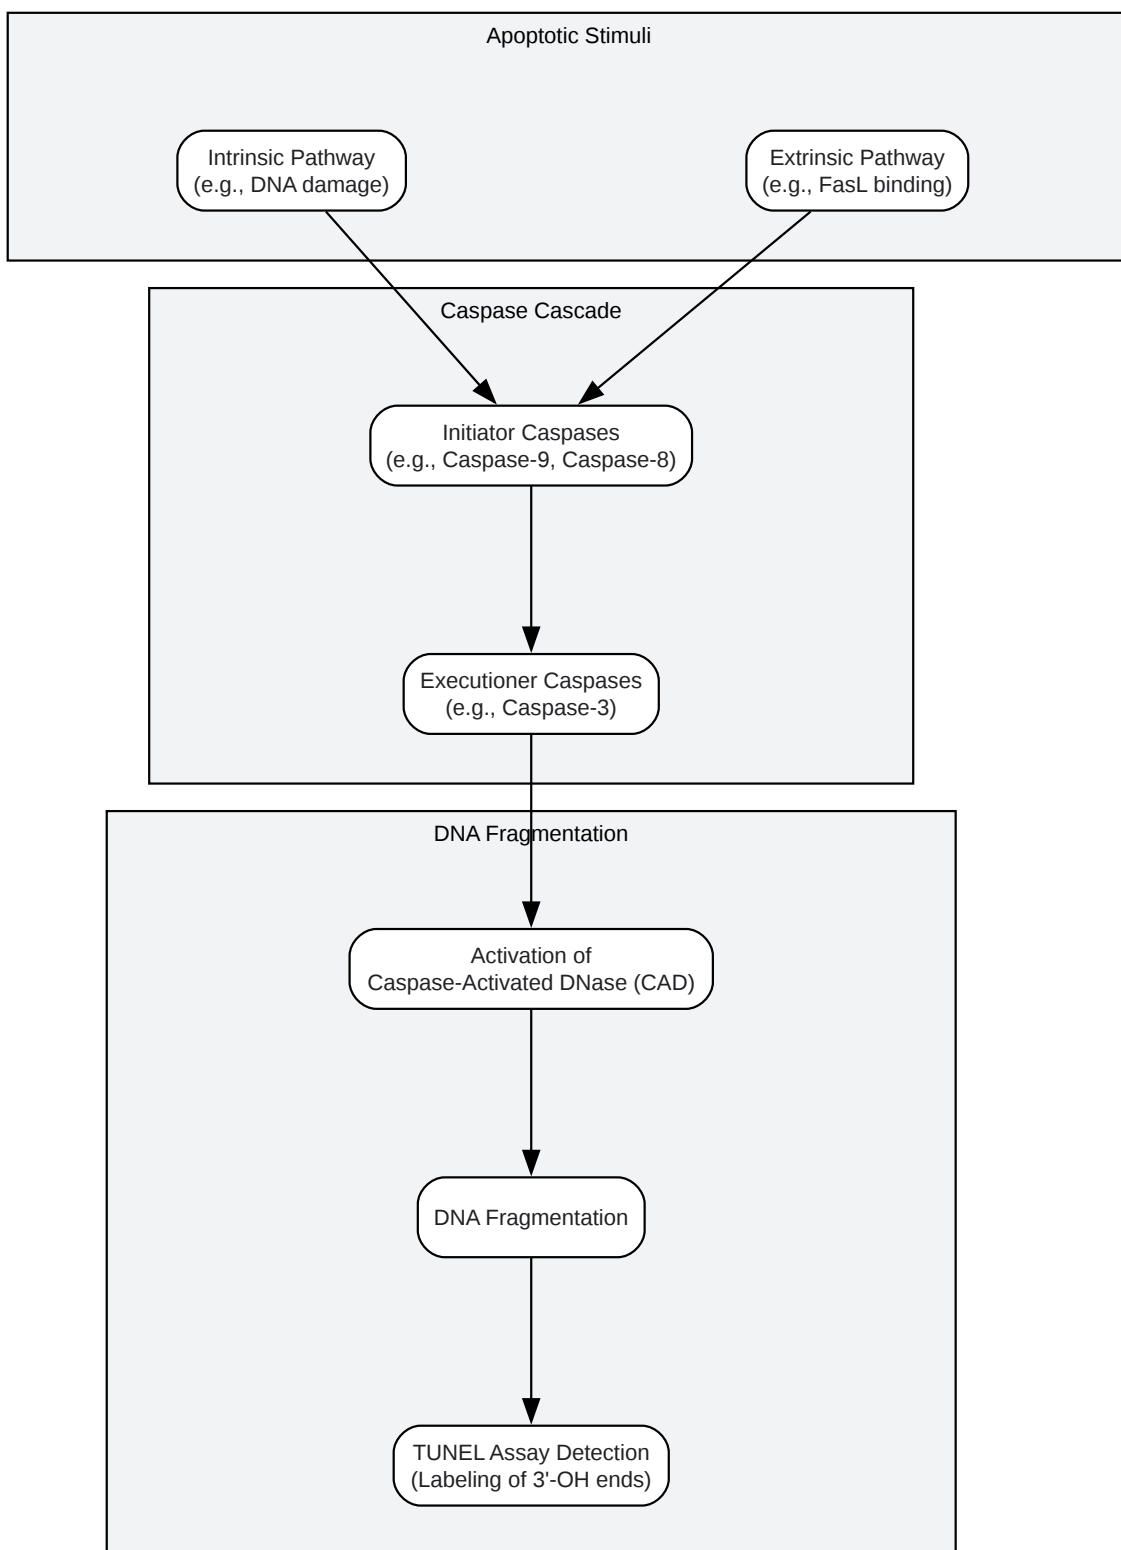 Apoptotic Stimuli
Intrinsic Pathway
(e.g., DNA damage)
Extrinsic Pathway
(e.g., FasL binding)
Caspase Cascade
Initiator Caspases
(e.g., Caspase-9, Caspase-8)
Executioner Caspases
(e.g., Caspase-3)
DNA Fragmentation
Activation of
Caspase-Activated DNase (CAD)
DNA Fragmentation
TUNEL Assay Detection
(Labeling of 3'-OH ends)